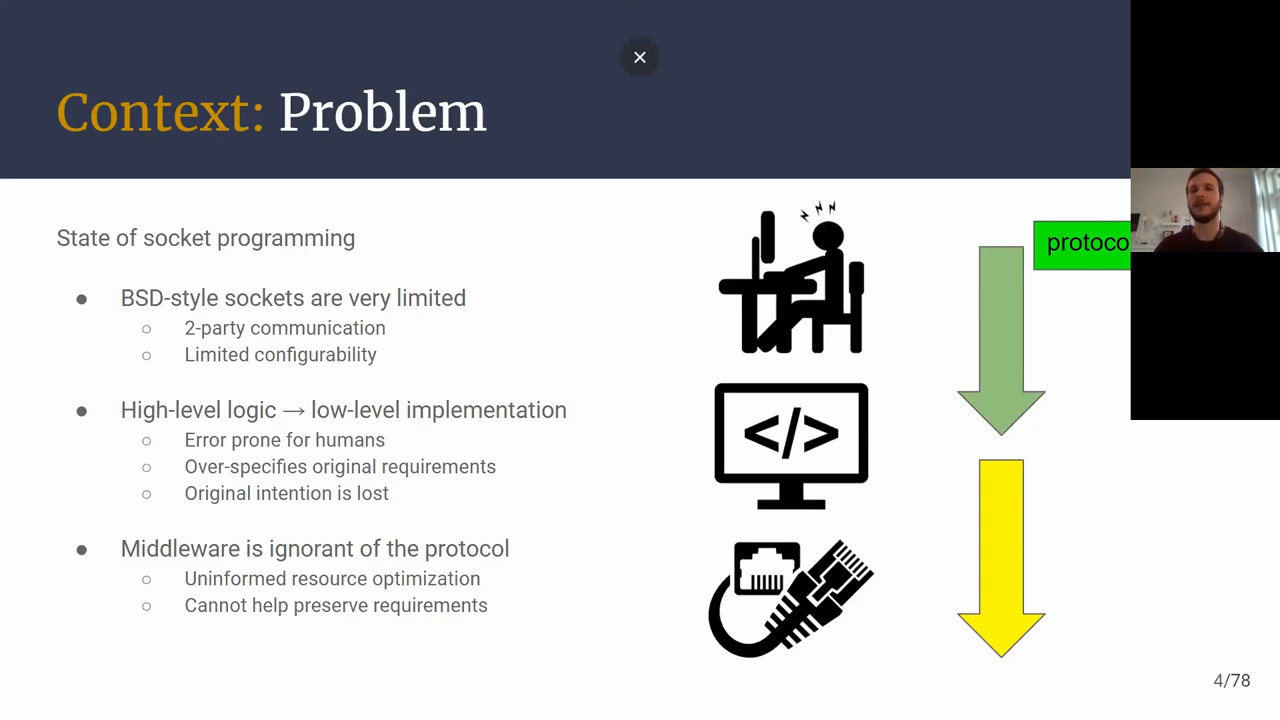 Context: Problem
State of socket programming
● BSD-style sockets are very limited
○ 2-party communication
○ Limited configurability
● High-level logic → low-level implementation
○ Error prone for humans
○ Over-specifies original requirements
○ Original intention is lost
● Middleware is ignorant of the protocol
○ Uninformed resource optimization
○ Cannot help preserve requirements
protoco
</>
4/78